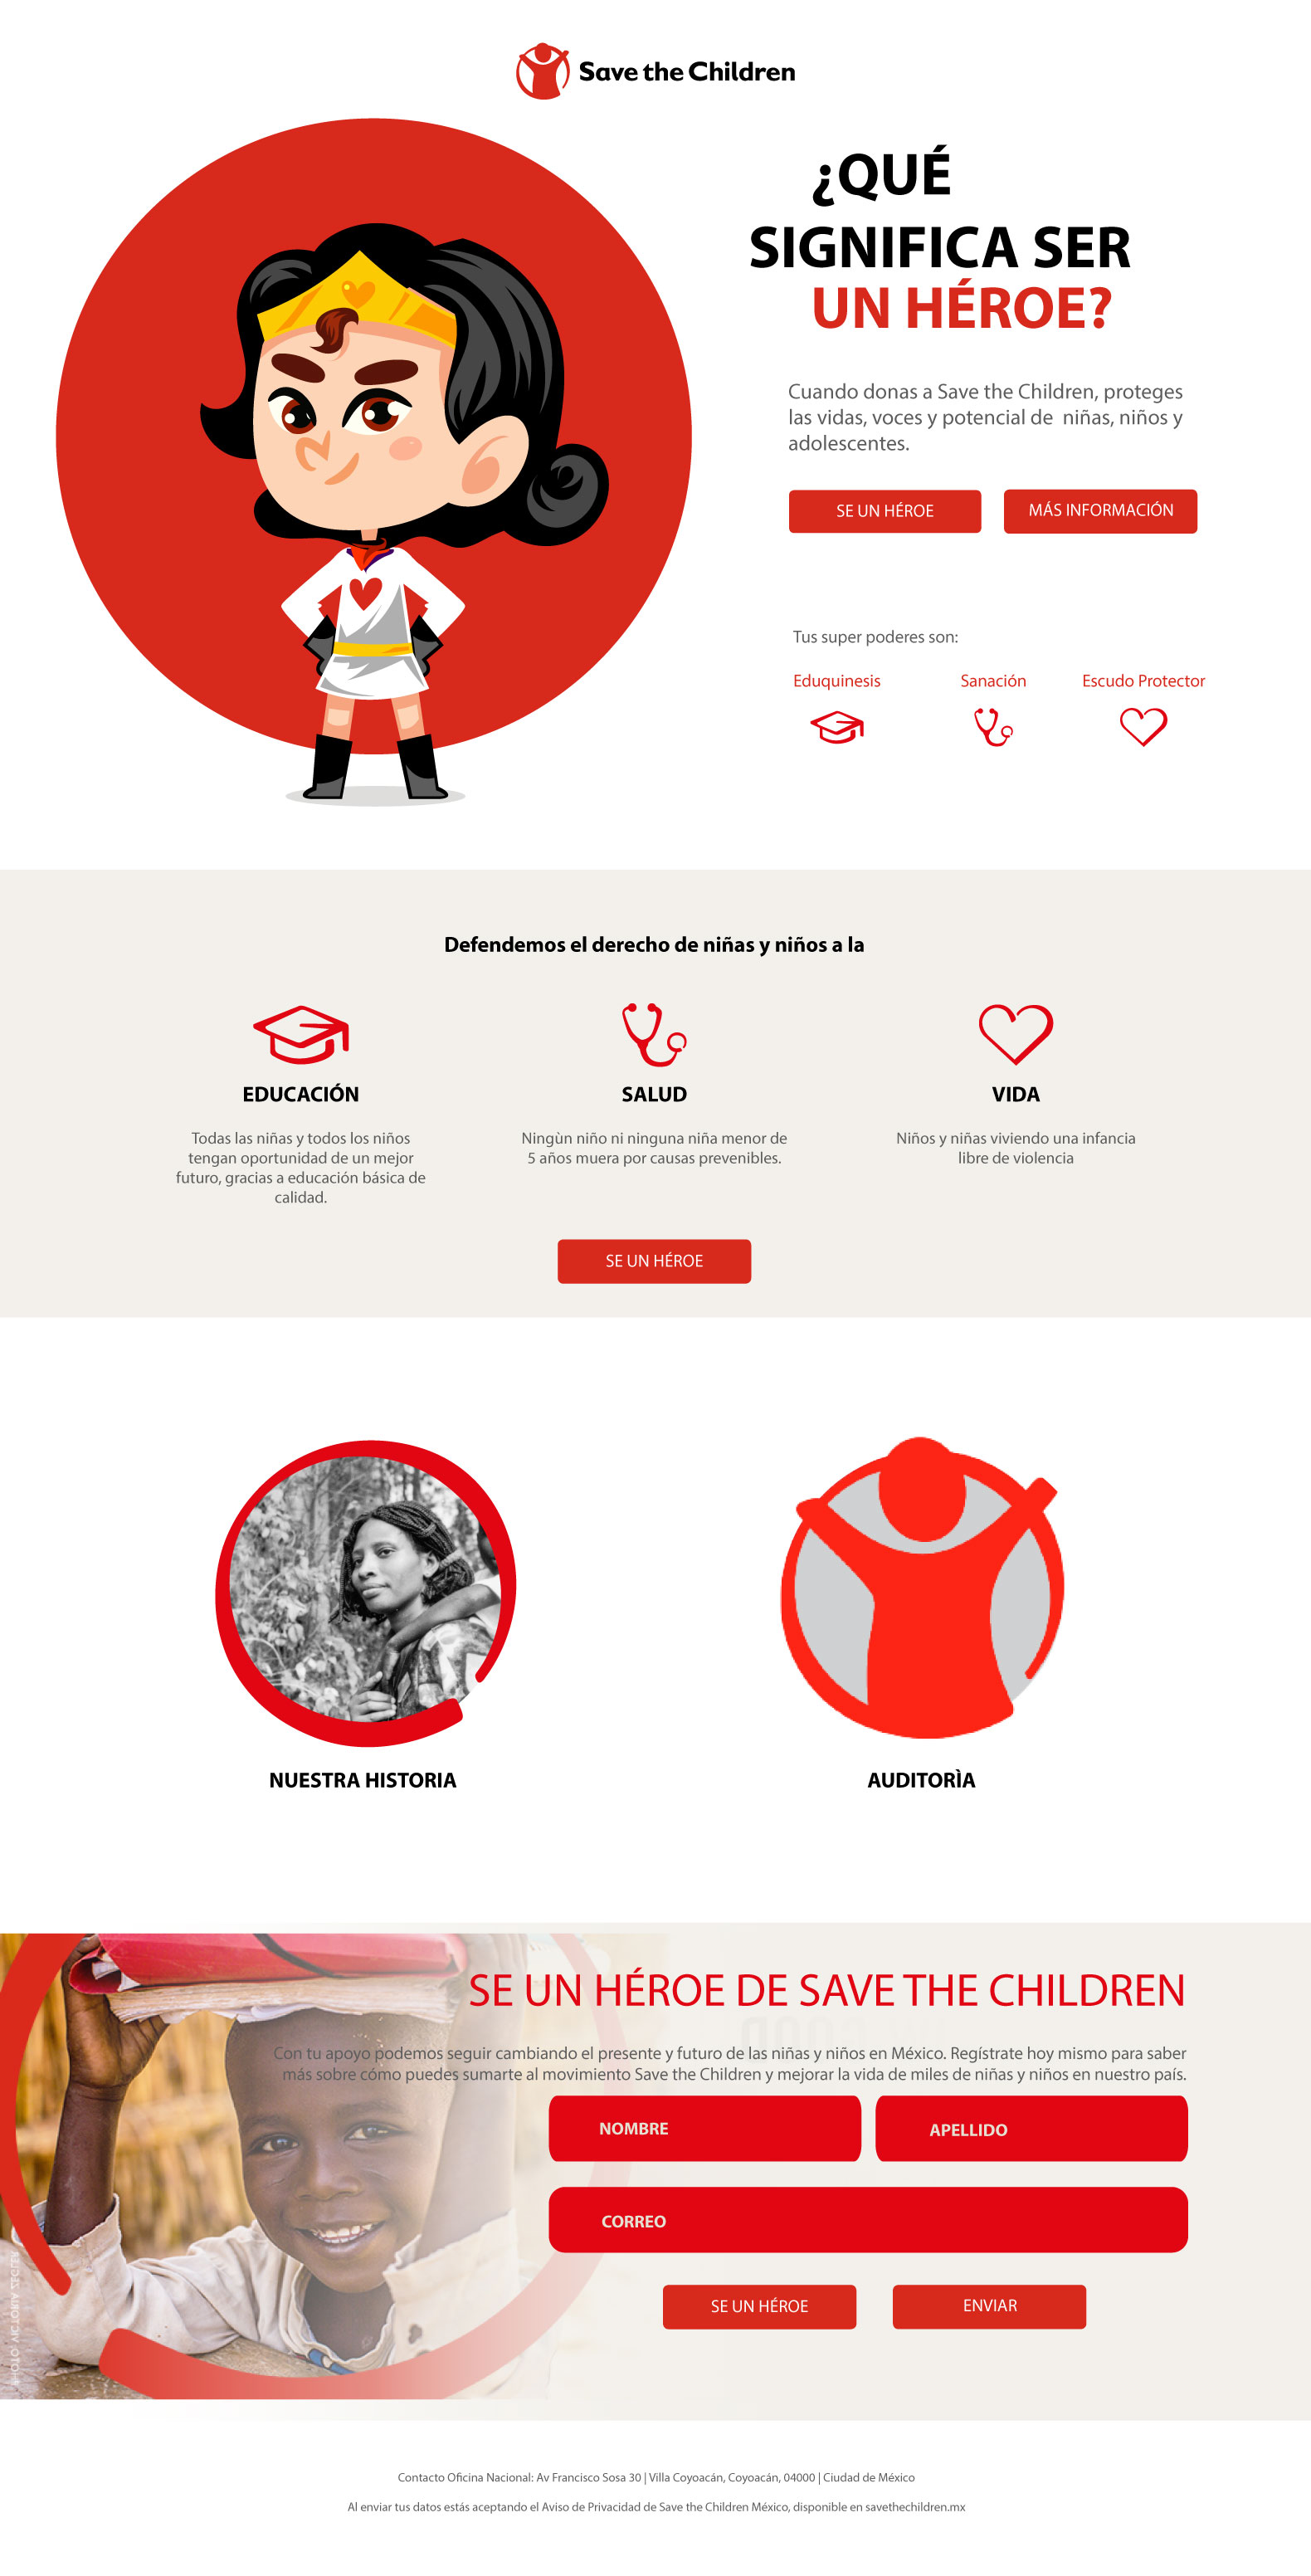 Save the Children
¿QUÉ
SIGNIFICA SER
UN HÉROE?
Cuando donas a Save the Children, proteges
las vidas, voces y potencial de niñas, niños y
adolescentes.
SE UN HÉROE
MÁS INFORMACIÓN
Tus super poderes son:
Eduquinesis
Sanación
Escudo Protector
Defendemos el derecho de niñas y niños a la
EDUCACIÓN
Todas las niñas y todos los niños
tengan oportunidad de un mejor
futuro, gracias a educación básica de
calidad.
SALUD
Ningùn niño ni ninguna niña menor de
5 años muera por causas prevenibles.
VIDA
Niños y niñas viviendo una infancia
libre de violencia
SE UN HÉROE
NUESTRA HISTORIA
AUDITORÌA
SE UN HÉROE DE SAVE THE CHILDREN
Con tu apoyo podemos seguir cambiando el presente y futuro de las niñas y niños en México. Regístrate hoy mismo para saber
más sobre cómo puedes sumarte al movimiento Save the Children y mejorar la vida de miles de niñas y niños en nuestro país.
NOMBRE
APELLIDO
CORREO
SE UN HÉROE
ENVIAR
Contacto Oficina Nacional: Av Francisco Sosa 30 | Villa Coyoacán, Coyoacán, 04000 | Ciudad de México
Al enviar tus datos estás aceptando el Aviso de Privacidad de Save the Children México, disponible en savethechildren.mx